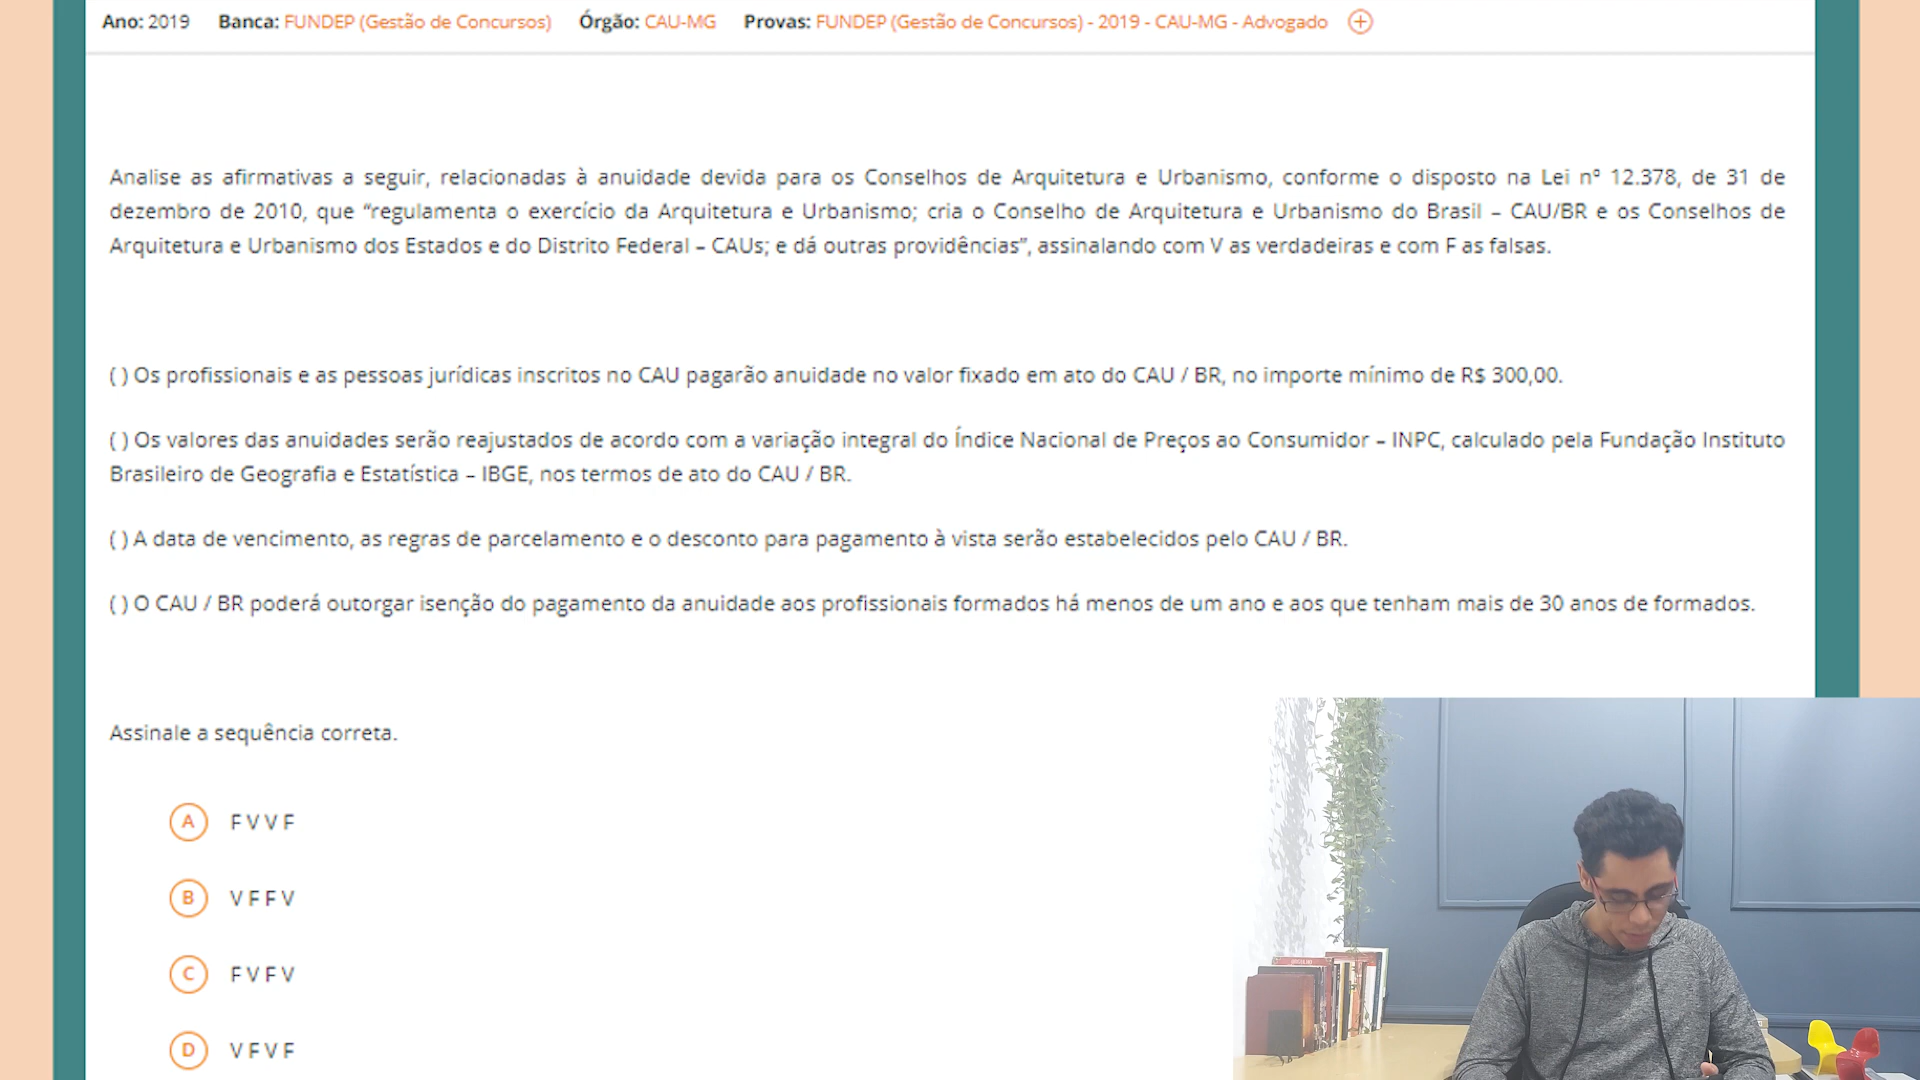 Ano: 2019 Banca: FUNDEP (Gestão de Concursos) Órgão: CAU-MG Provas: FUNDEP (Gestão de Concursos) - 2019 - CAU-MG - Advogado
Analise as afirmativas a seguir, relacionadas à anuidade devida para os Conselhos de Arquitetura e Urbanismo, conforme o disposto na Lei nº 12.378, de 31 de
dezembro de 2010, que “regulamenta o exercício da Arquitetura e Urbanismo; cria o Conselho de Arquitetura e Urbanismo do Brasil – CAU/BR e os Conselhos de
Arquitetura e Urbanismo dos Estados e do Distrito Federal – CAUs; e dá outras providências”, assinalando com V as verdadeiras e com F as falsas.
( ) Os profissionais e as pessoas jurídicas inscritos no CAU pagarão anuidade no valor fixado em ato do CAU / BR, no importe mínimo de R$ 300,00.
( ) Os valores das anuidades serão reajustados de acordo com a variação integral do Índice Nacional de Preços ao Consumidor – INPC, calculado pela Fundação Instituto
Brasileiro de Geografia e Estatística – IBGE, nos termos de ato do CAU / BR.
( ) A data de vencimento, as regras de parcelamento e o desconto para pagamento à vista serão estabelecidos pelo CAU / BR.
( ) O CAU / BR poderá outorgar isenção do pagamento da anuidade aos profissionais formados há menos de um ano e aos que tenham mais de 30 anos de formados.
Assinale a sequência correta.
A F V V F
B V F F V
C F V F V
D V F V F